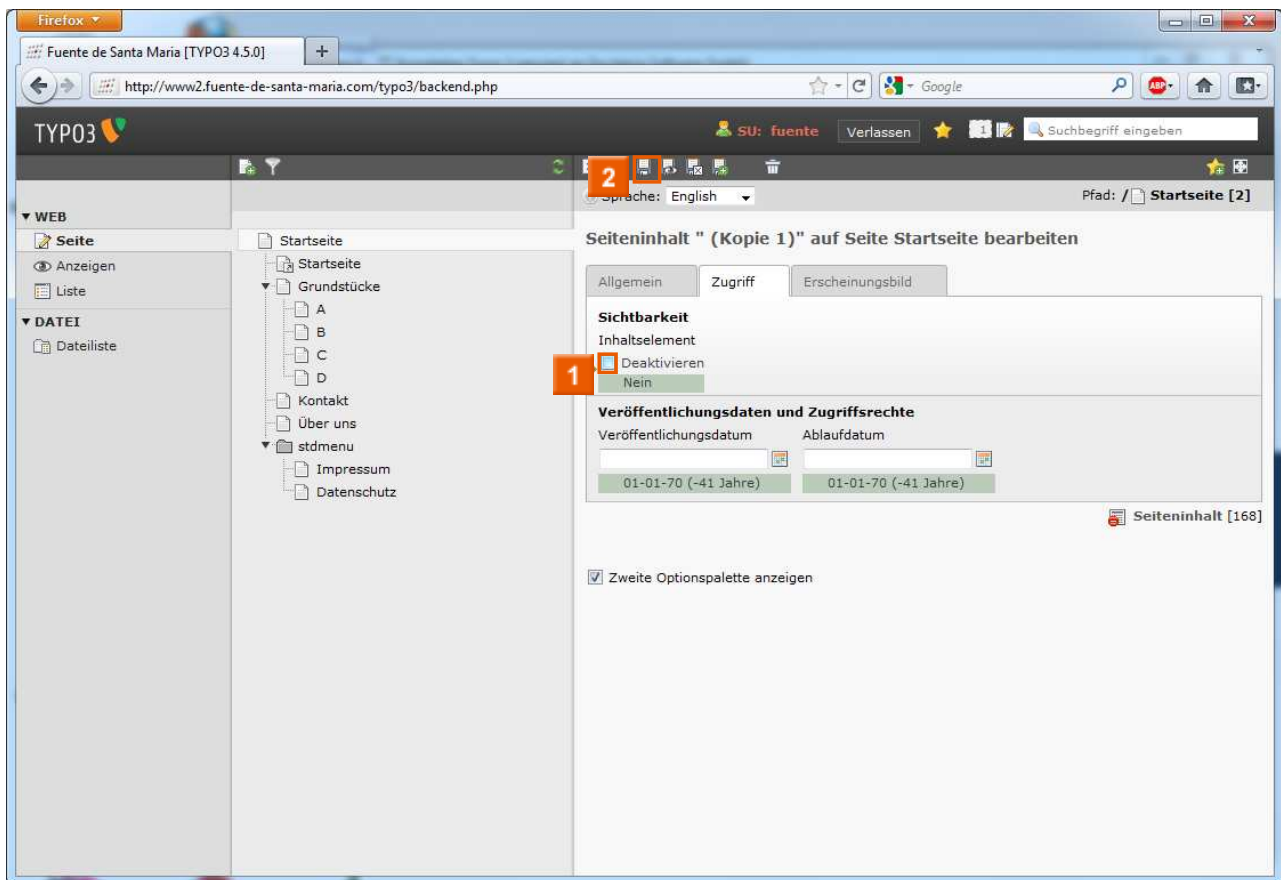 Firefox
Fuente de Santa Maria [TYPO3 4.5.0]
http://www2.fuente-de-santa-maria.com/typo3/backend.php
Google
ABP
TYPO3
SU: fuente
Verlassen
1
Suchbegriff eingeben
2
Sprache: English
Pfad: / Startseite [2]
WEB
Seite
Anzeigen
Liste
DATEI
Dateiliste
Startseite
Startseite
Grundstücke
A
B
C
D
Kontakt
Über uns
stdmenu
Impressum
Datenschutz
Seiteninhalt " (Kopie 1)" auf Seite Startseite bearbeiten
Allgemein Zugriff Erscheinungsbild
Sichtbarkeit
Inhaltselement
1
Deaktivieren
Nein
Veröffentlichungsdaten und Zugriffsrechte
Veröffentlichungsdatum Ablaufdatum
01-01-70 (-41 Jahre) 01-01-70 (-41 Jahre)
Seiteninhalt [168]
Zweite Optionspalette anzeigen